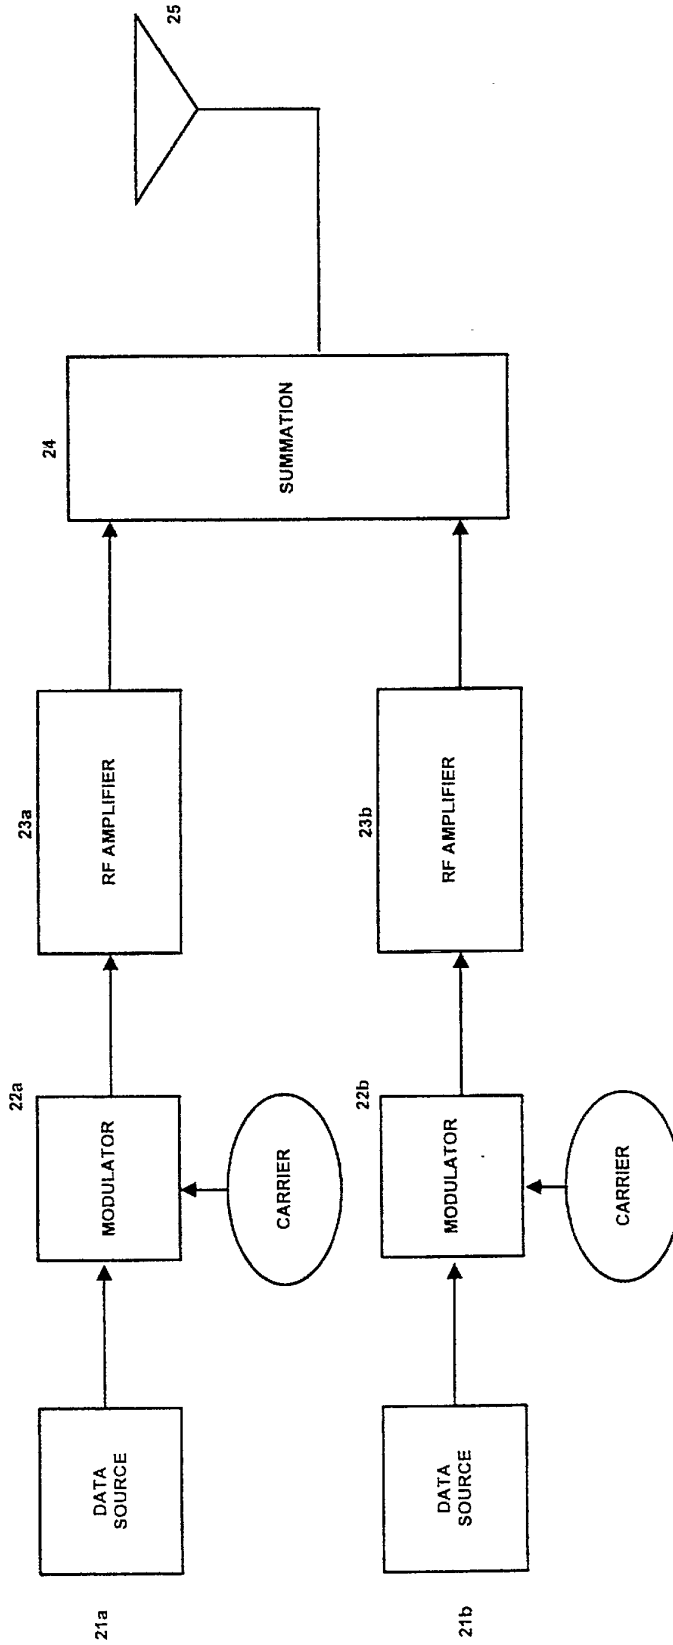 21a
DATA
SOURCE
22a
MODULATOR
CARRIER
23a
RF AMPLIFIER
24
SUMMATION
25
21b
DATA
SOURCE
22b
MODULATOR
CARRIER
23b
RF AMPLIFIER